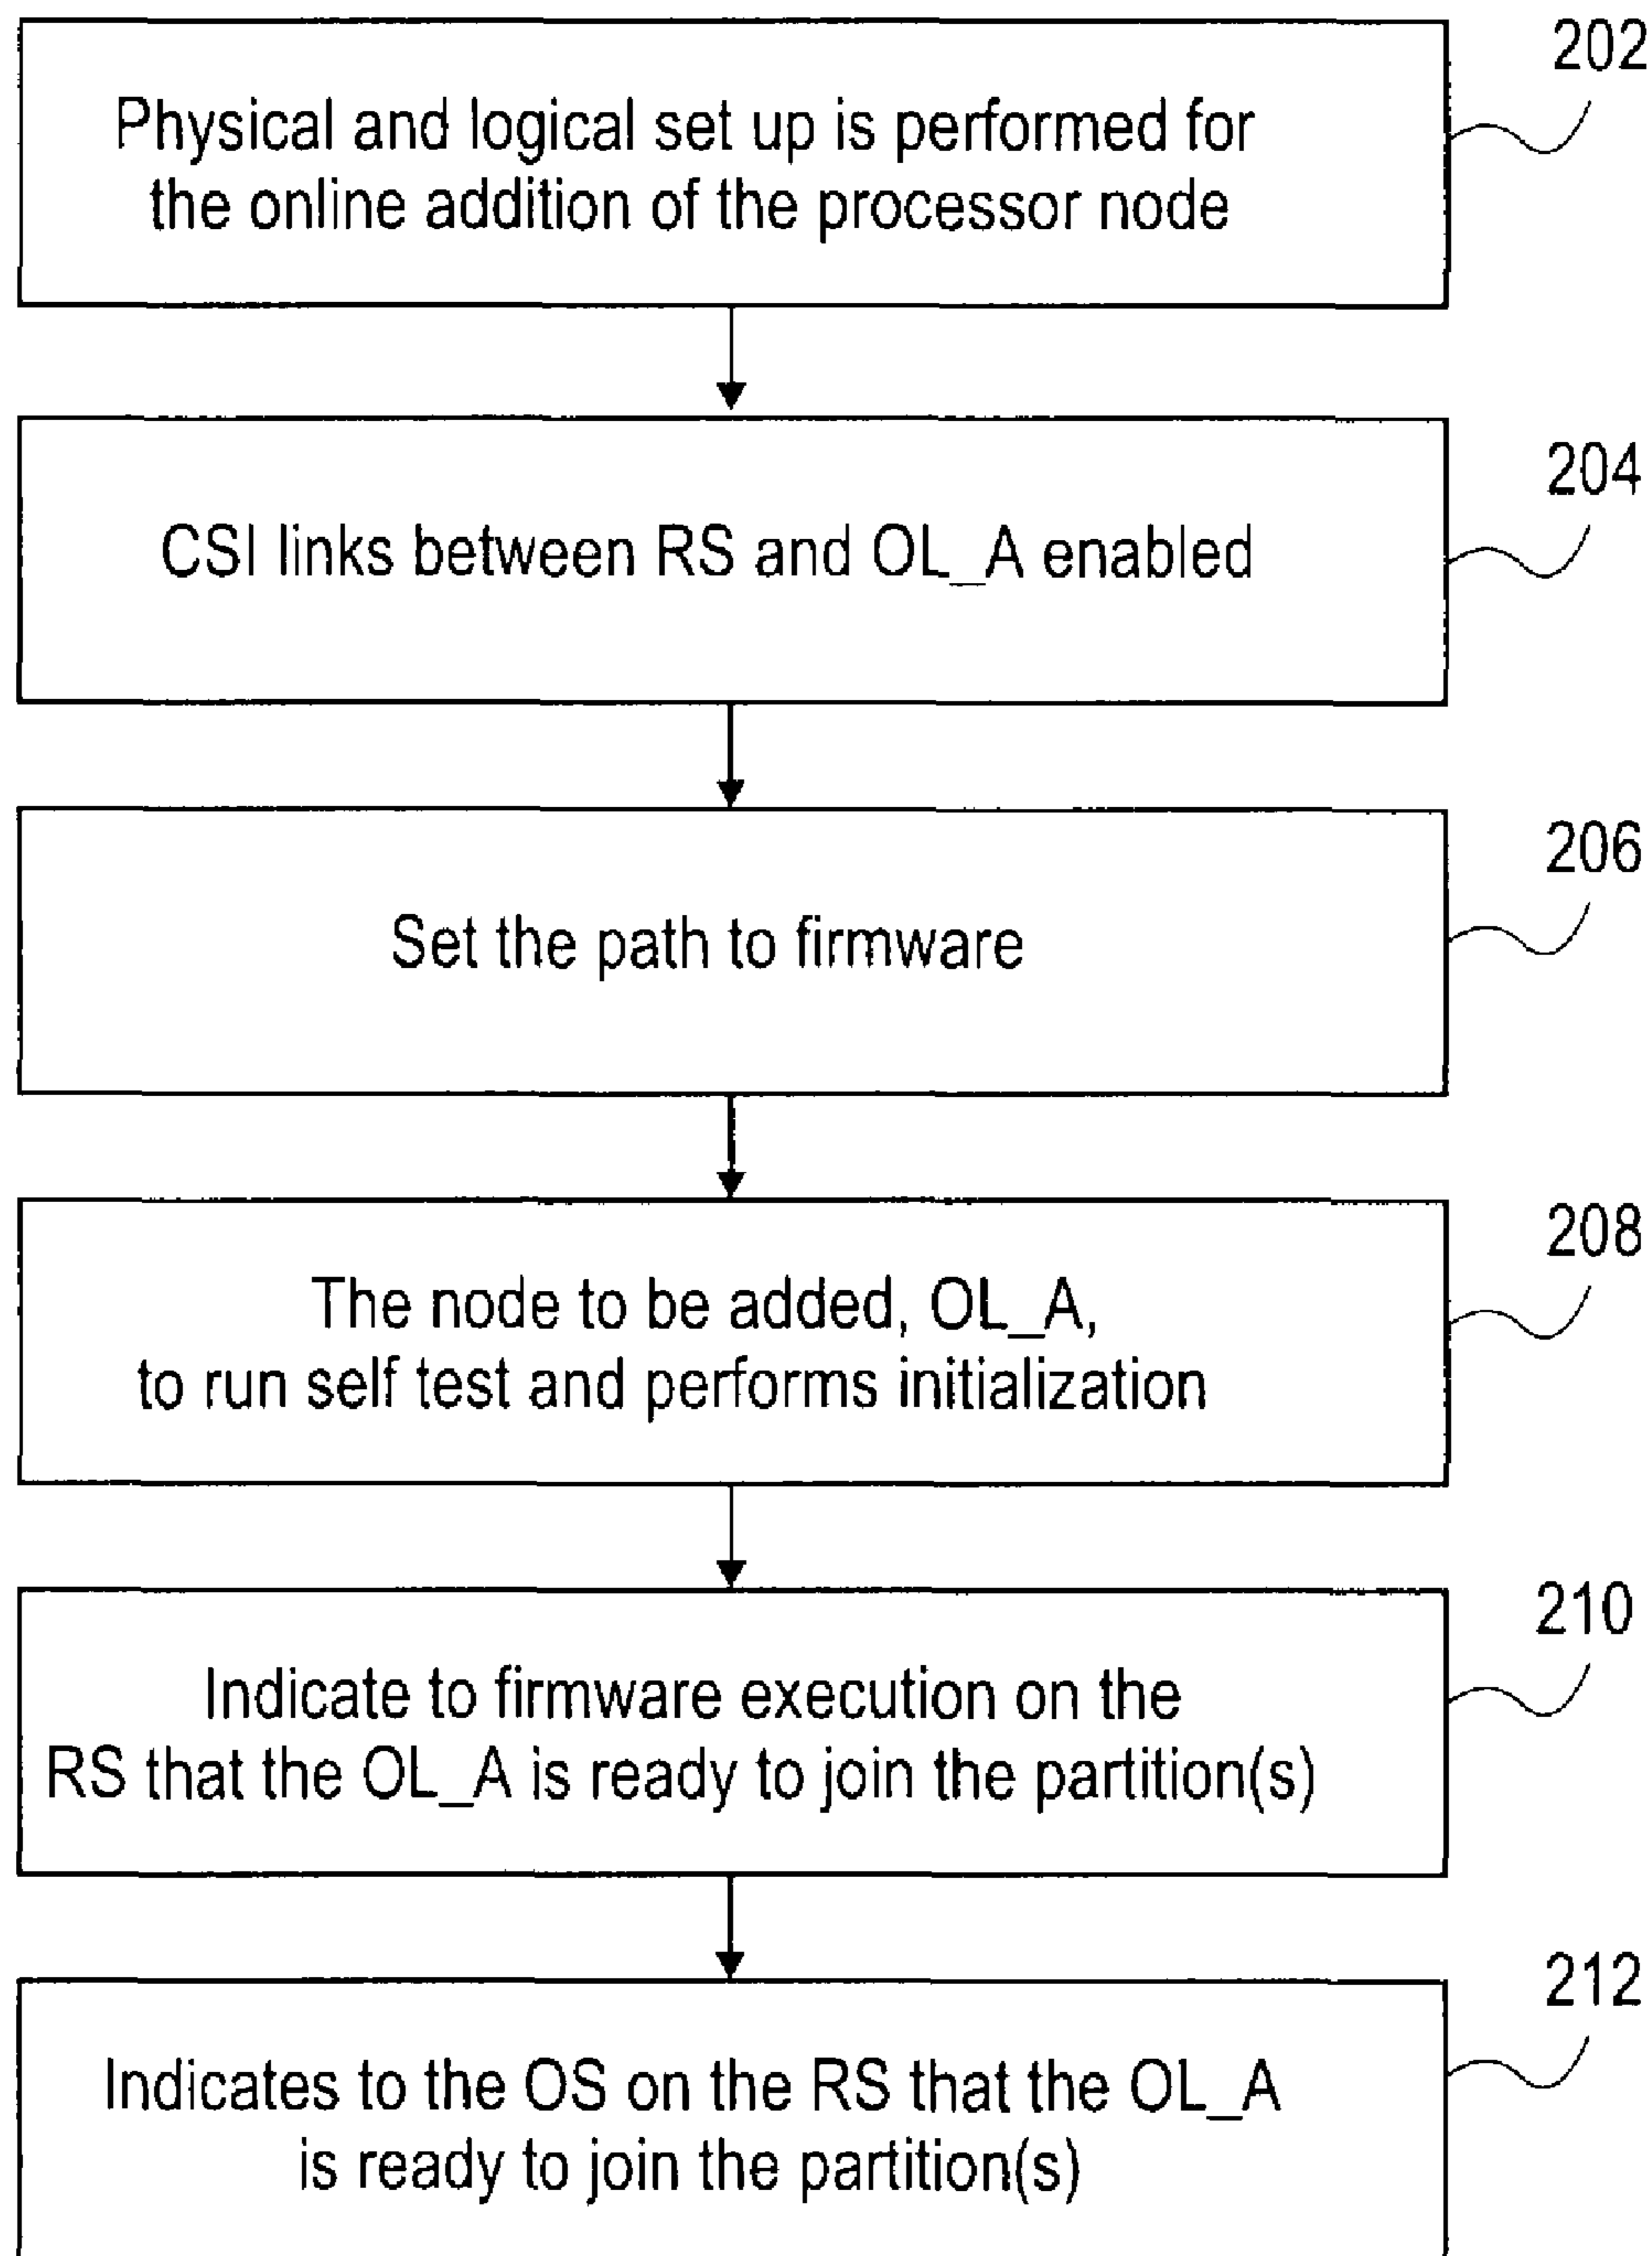 202
Physical and logical set up is performed for
the online addition of the processor node
204
CSI links between RS and OL_A enabled
206
Set the path to firmware
208
The node to be added, OL_A,
to run self test and performs initialization
210
Indicate to firmware execution on the
RS that the OL_A is ready to join the partition(s)
212
Indicates to the OS on the RS that the OL_A
is ready to join the partition(s)